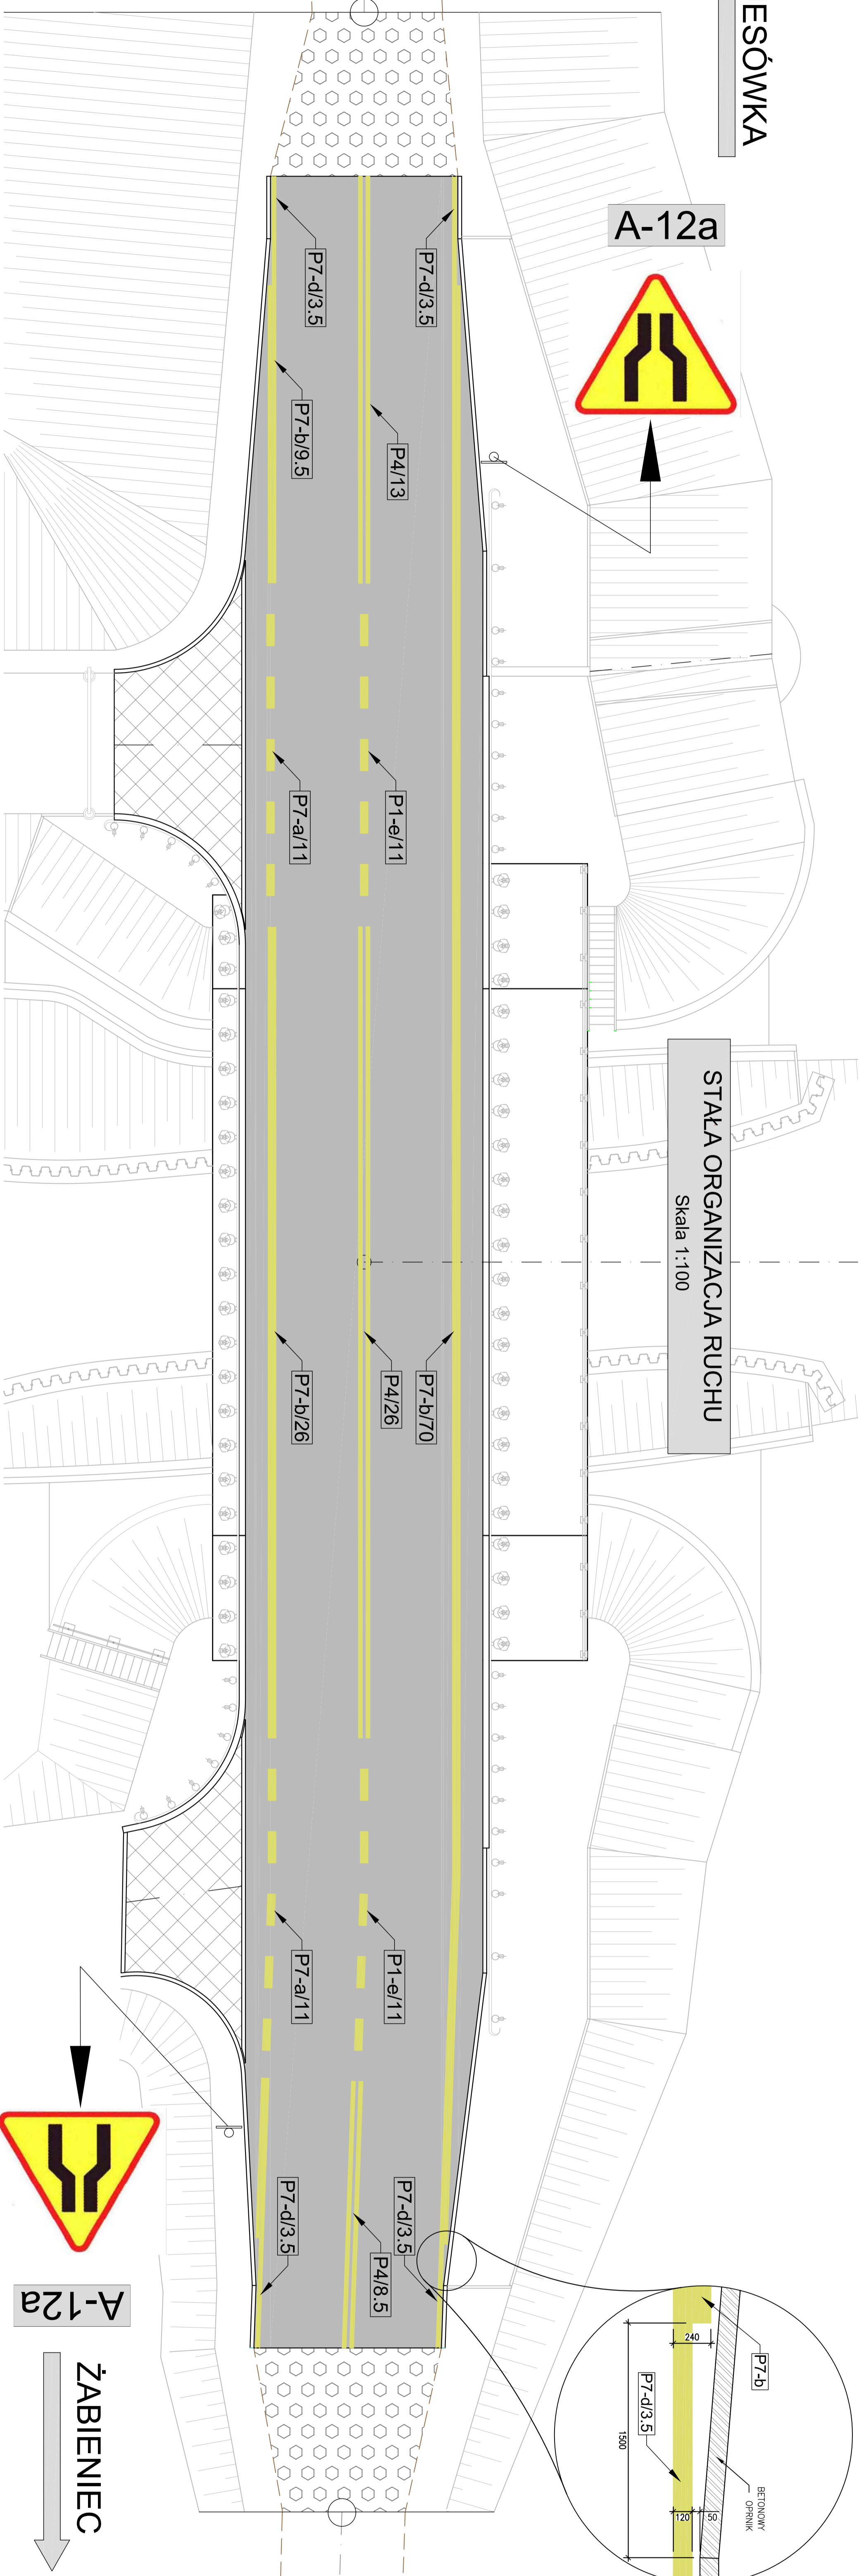 ESÓWKA
A-12a
P7-d/3.5
P7-d/3.5
P7-b/9.5
P4/13
P7-a/11
P1-e/11
STAŁA ORGANIZACJA RUCHU
Skala 1:100
P7-b/26
P4/26
P7-b/70
P7-a/11
P1-e/11
P7-d/3.5
P4/8.5
P7-d/3.5
A-12a
ŻABIENIEC
P7-b
240
P7-d/3.5
1500
120
50
BETONOWY
OPRNIK